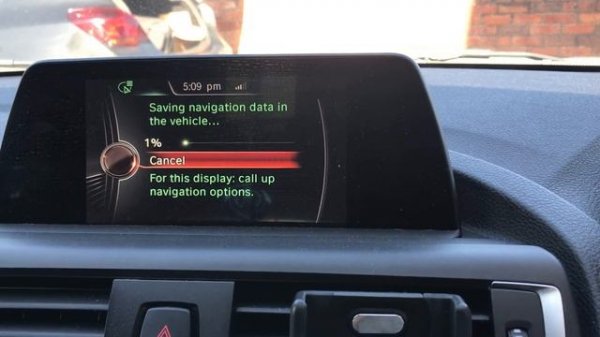 5:09 pm
Saving navigation data in
the vehicle...
1%
Cancel
For this display: call up
navigation options.